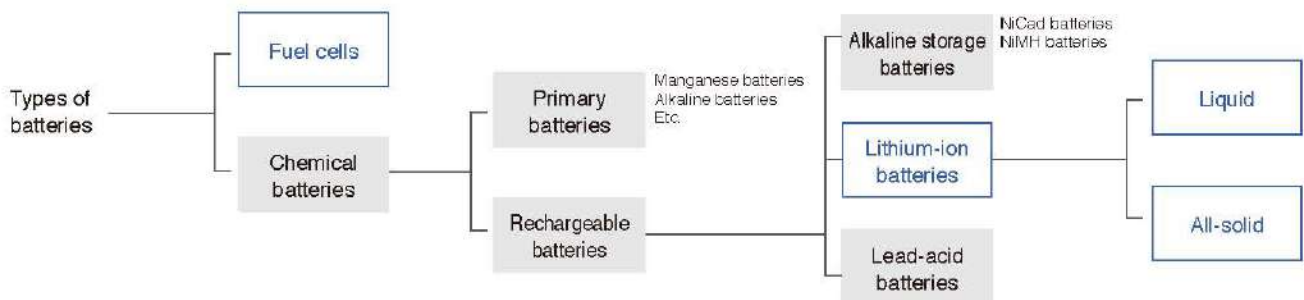 Types of
batteries
Fuel cells
Chemical
batteries
Primary
batteries
Manganese batteries
Alkaline batteries
Etc.
Rechargeable
batteries
Alkaline storage
batteries
NiCad batteries
NiMH batteries
Lithium-ion
batteries
Lead-acid
batteries
Liquid
All-solid